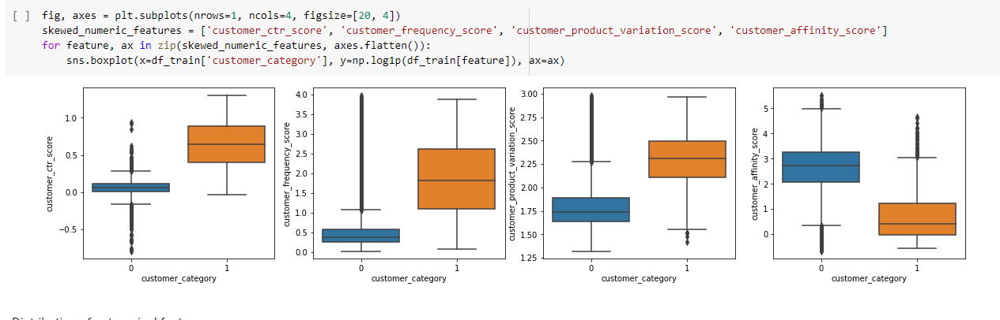 [ ] fig, axes = plt.subplots(nrows=1, ncols=4, figsize=[20, 4])
skewed_numeric_features = ['customer_ctr_score', 'customer_frequency_score', 'customer_product_variation_score', 'customer_affinity_score']
for feature, ax in zip(skewed_numeric_features, axes.flatten()):
    sns.boxplot(x=df_train['customer_category'], y=np.log1p(df_train[feature]), ax=ax)
customer_ctr_score
1.0
0.5
0.0
−0.5
0
1
customer_category
customer_frequency_score
4.0
3.5
3.0
2.5
2.0
1.5
1.0
0.5
0.0
0
1
customer_category
customer_product_variation_score
3.00
2.75
2.50
2.25
2.00
1.75
1.50
1.25
0
1
customer_category
customer_affinity_score
5
4
3
2
1
0
0
1
customer_category